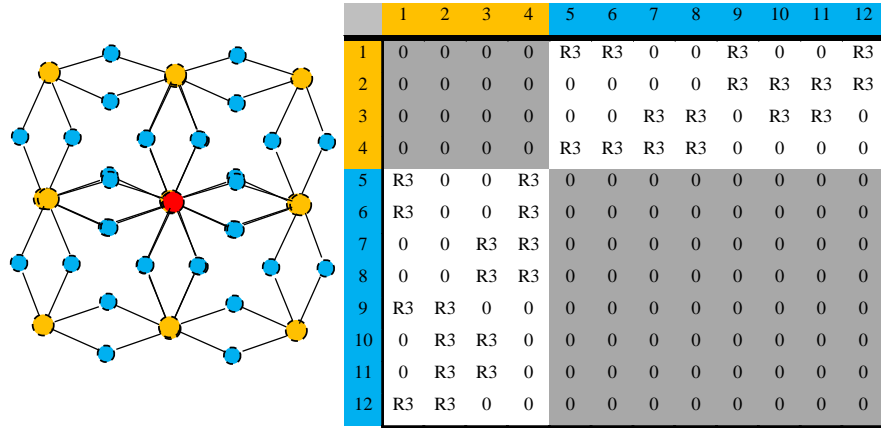 1 2 3 4 5 6 7 8 9 10 11 12
1 0 0 0 0 R3 R3 0 0 R3 0 0 R3
2 0 0 0 0 0 0 0 0 R3 R3 R3 R3
3 0 0 0 0 0 0 R3 R3 0 R3 R3 0
4 0 0 0 0 R3 R3 R3 R3 0 0 0 0
5 R3 0 0 R3 0 0 0 0 0 0 0 0
6 R3 0 0 R3 0 0 0 0 0 0 0 0
7 0 0 R3 R3 0 0 0 0 0 0 0 0
8 0 0 R3 R3 0 0 0 0 0 0 0 0
9 R3 R3 0 0 0 0 0 0 0 0 0 0
10 0 R3 R3 0 0 0 0 0 0 0 0 0
11 0 R3 R3 0 0 0 0 0 0 0 0 0
12 R3 R3 0 0 0 0 0 0 0 0 0 0